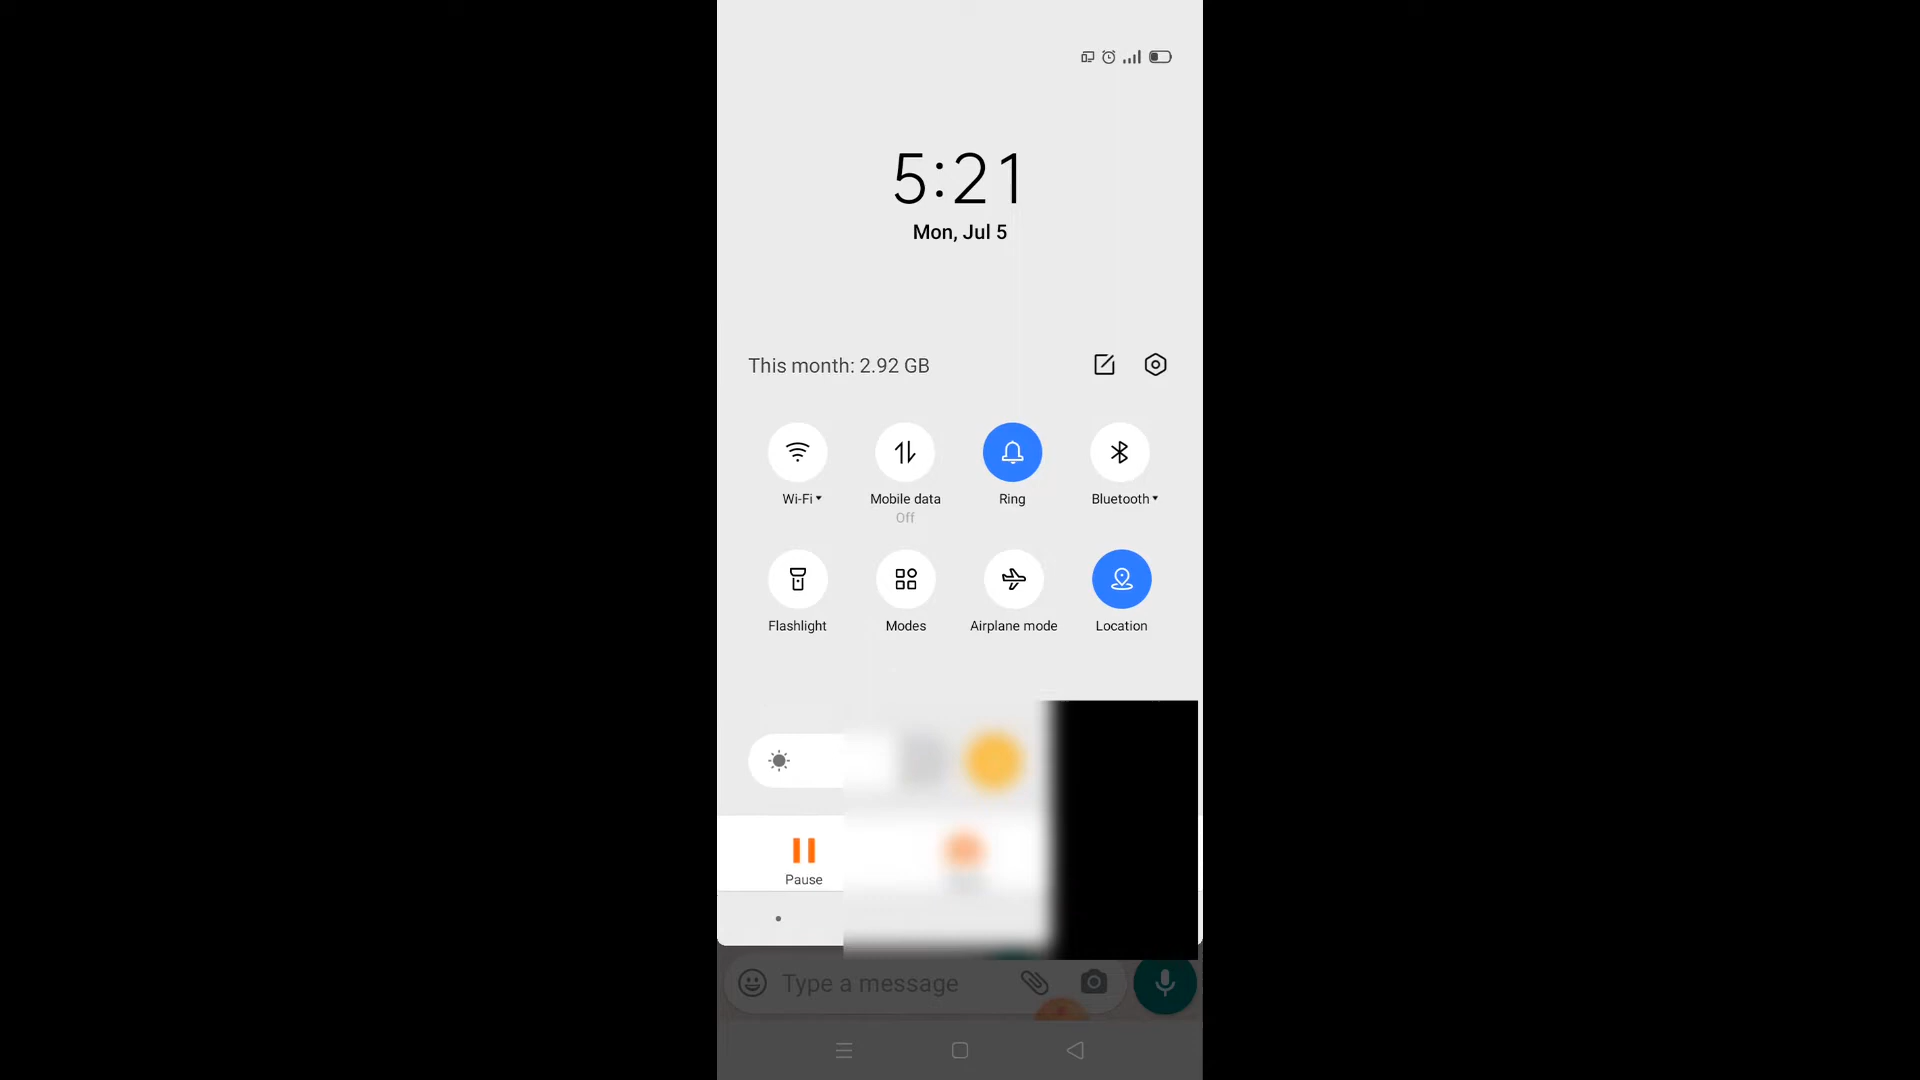 5:21
Mon, Jul 5
This month: 2.92 GB
Wi-Fi
Mobile data
Ring
Bluetooth
Off
Flashlight
Modes
Airplane mode
Location
Pause
Type a message